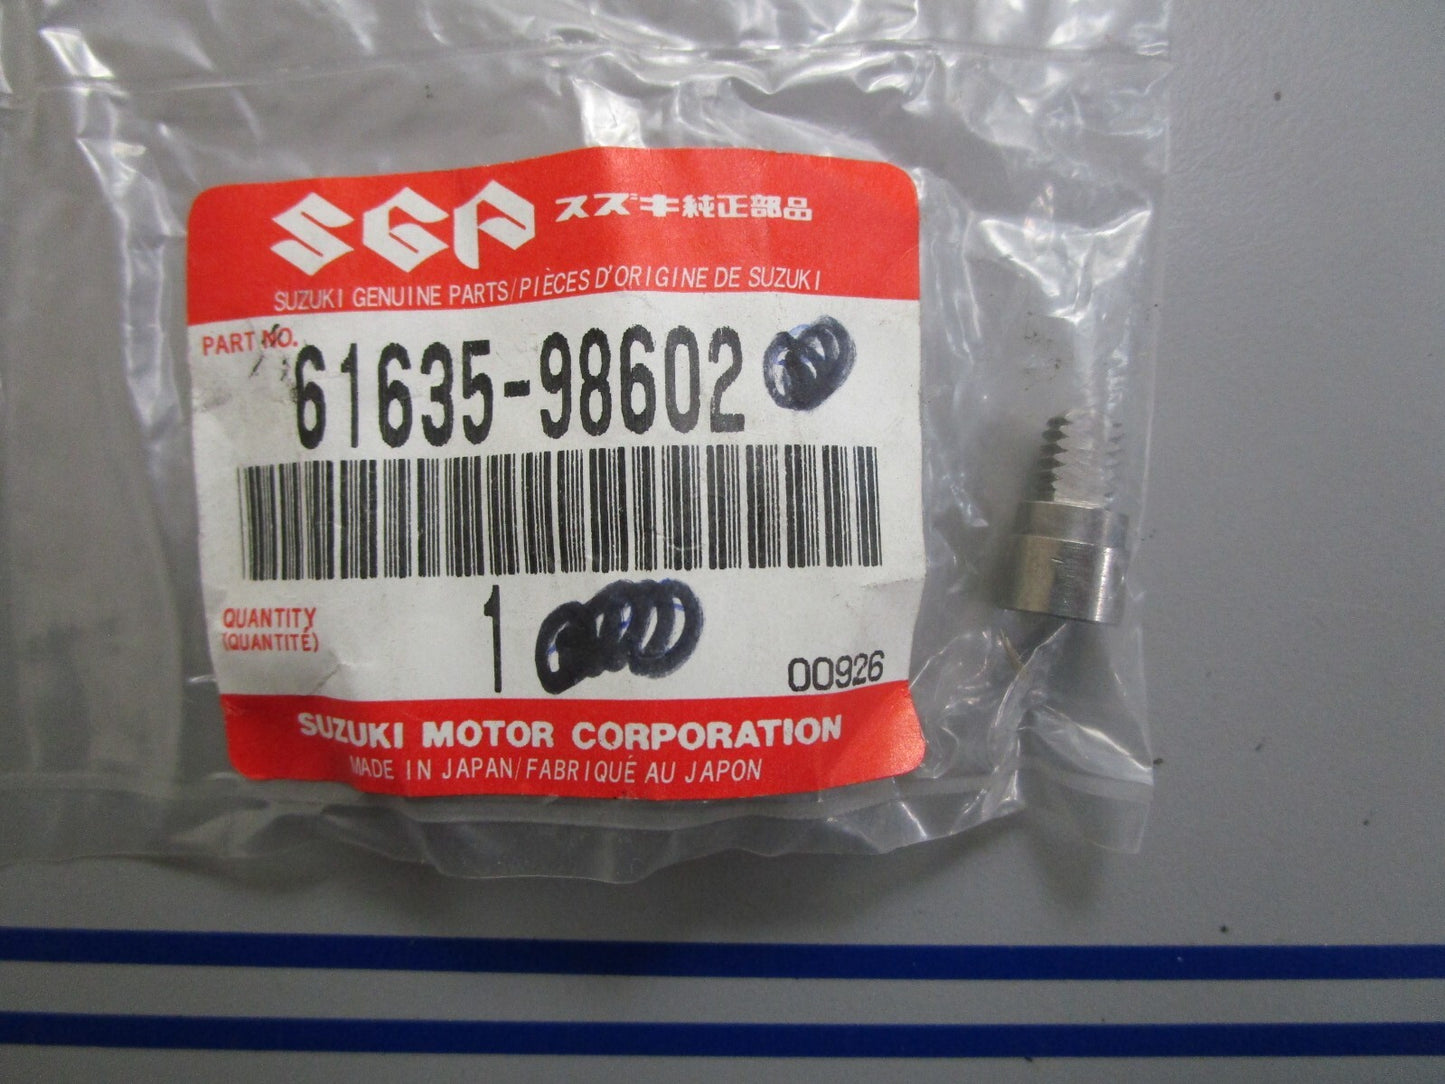 SGP スズキ純正部品
SUZUKI GENUINE PARTS/PIÈCES D'ORIGINE DE SUZUKI
PART NO. 61635-98602
QUANTITY
(QUANTITÉ) 1
00926
SUZUKI MOTOR CORPORATION
MADE IN JAPAN/FABRIQUÉ AU JAPON